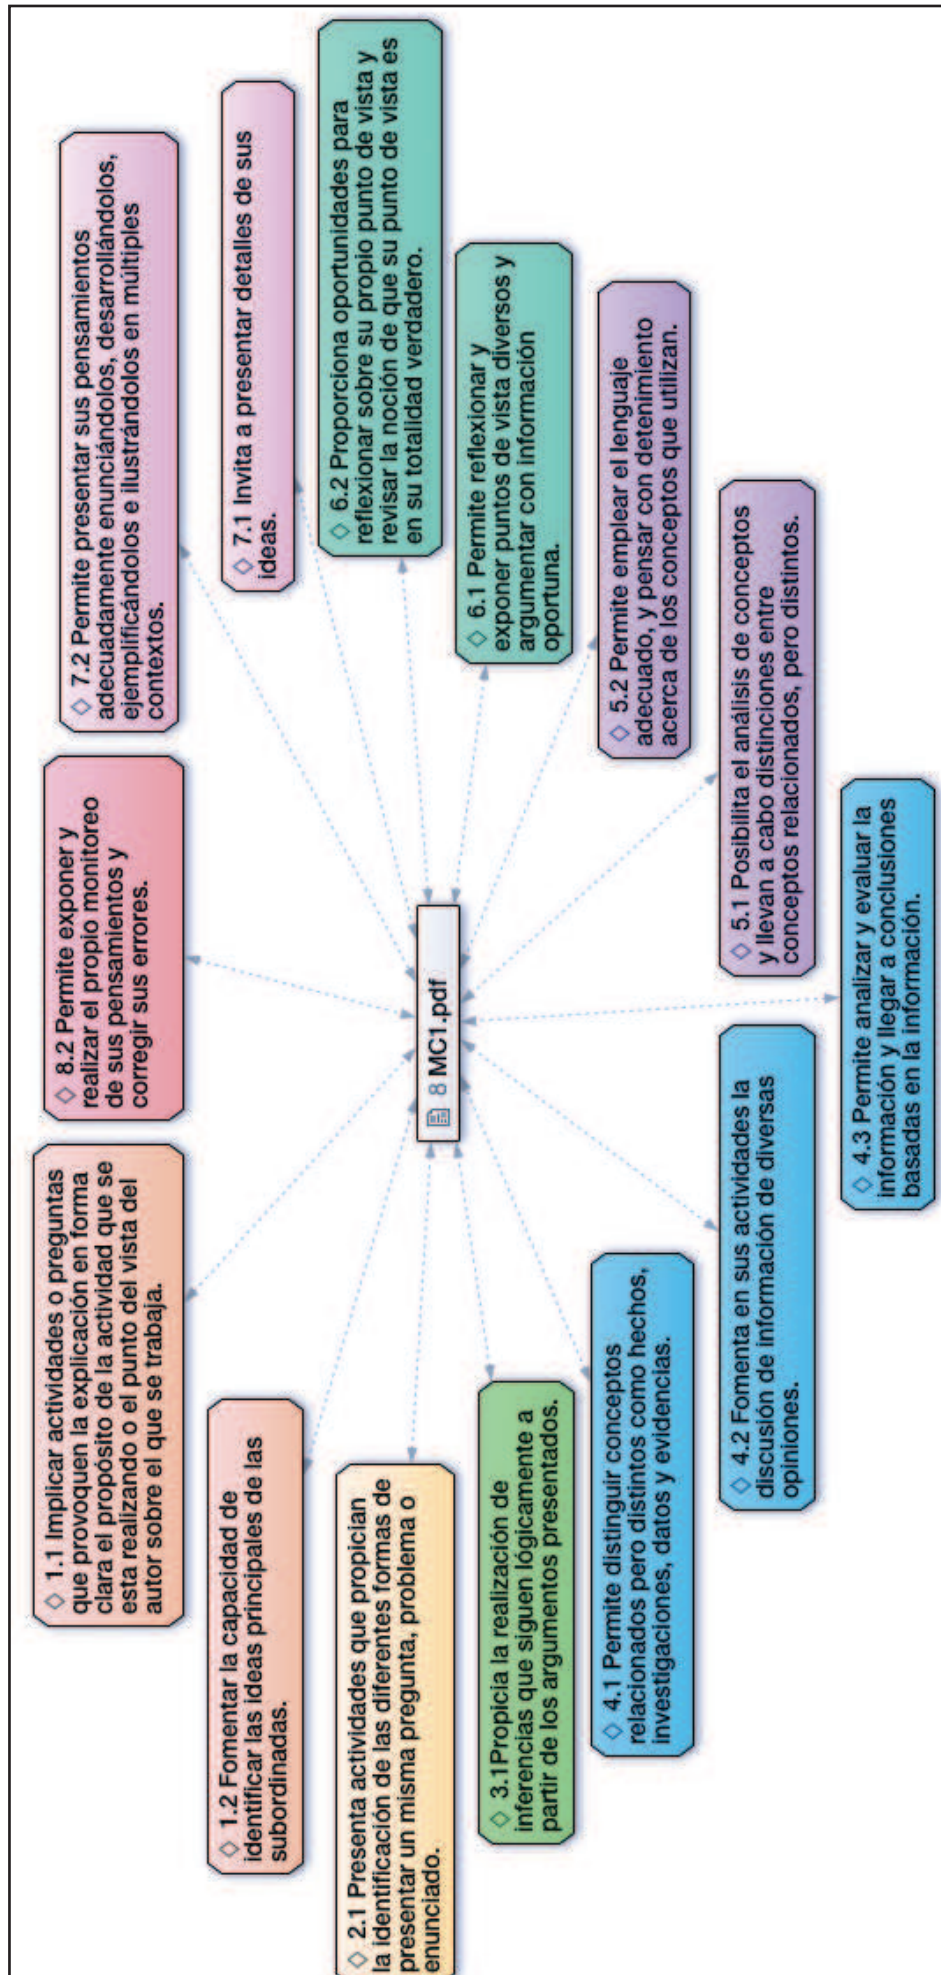 ◇ 1.1 Implicar actividades o preguntas
que provoquen la explicación en forma
clara el propósito de la actividad que se
esta realizando o el punto del vista del
autor sobre el que se trabaja.
◇ 1.2 Fomentar la capacidad de
identificar las ideas principales de las
subordinadas.
◇ 2.1 Presenta actividades que propician
la identificación de las diferentes formas de
presentar un misma pregunta, problema o
enunciado.
◇ 3.1Propicia la realización de
inferencias que siguen lógicamente a
partir de los argumentos presentados.
◇ 4.1 Permite distinguir conceptos
relacionados pero distintos como hechos,
investigaciones, datos y evidencias.
◇ 4.2 Fomenta en sus actividades la
discusión de información de diversas
opiniones.
◇ 4.3 Permite analizar y evaluar la
información y llegar a conclusiones
basadas en la información.
◇ 5.1 Posibilita el análisis de conceptos
y llevan a cabo distinciones entre
conceptos relacionados, pero distintos.
◇ 5.2 Permite emplear el lenguaje
adecuado, y pensar con detenimiento
acerca de los conceptos que utilizan.
◇ 6.1 Permite reflexionar y
exponer puntos de vista diversos y
argumentar con información
oportuna.
◇ 6.2 Proporciona oportunidades para
reflexionar sobre su propio punto de vista y
revisar la noción de que su punto de vista es
en su totalidad verdadero.
◇ 7.1 Invita a presentar detalles de sus
ideas.
◇ 7.2 Permite presentar sus pensamientos
adecuadamente enunciándolos, desarrollándolos,
ejemplificándolos e ilustrándolos en múltiples
contextos.
◇ 8.2 Permite exponer y
realizar el propio monitoreo
de sus pensamientos y
corregir sus errores.
8 MC1.pdf